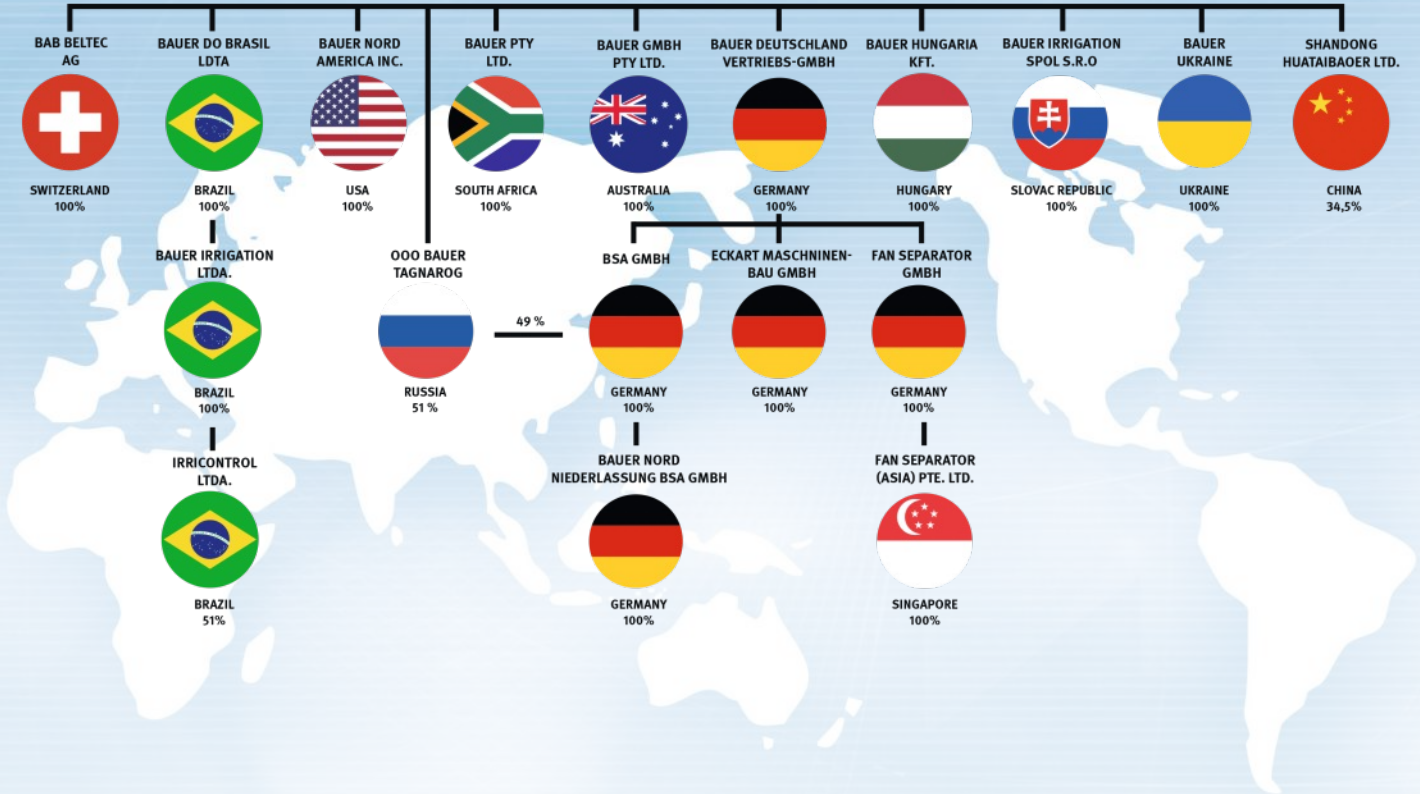 BAB BELTEC
AG
SWITZERLAND
100%
BAUER DO BRASIL
LDTA
BRAZIL
100%
BAUER NORD
AMERICA INC.
USA
100%
BAUER PTY
LTD.
SOUTH AFRICA
100%
BAUER GMBH
PTY LTD.
AUSTRALIA
100%
BAUER DEUTSCHLAND
VERTRIEBS-GMBH
GERMANY
100%
BAUER HUNGARIA
KFT.
HUNGARY
100%
BAUER IRRIGATION
SPOL S.R.O
SLOVAC REPUBLIC
100%
BAUER
UKRAINE
UKRAINE
100%
SHANDONG
HUATAIBAOER LTD.
CHINA
34,5%
BAUER IRRIGATION
LTDA.
BRAZIL
100%
OOO BAUER
TAGNAROG
RUSSIA
51 %
49 %
BSA GMBH
GERMANY
100%
ECKART MASCHNINEN-
BAU GMBH
GERMANY
100%
FAN SEPARATOR
GMBH
GERMANY
100%
IRRICONTROL
LTDA.
BRAZIL
51%
BAUER NORD
NIEDERLASSUNG BSA GMBH
GERMANY
100%
FAN SEPARATOR
(ASIA) PTE. LTD.
SINGAPORE
100%